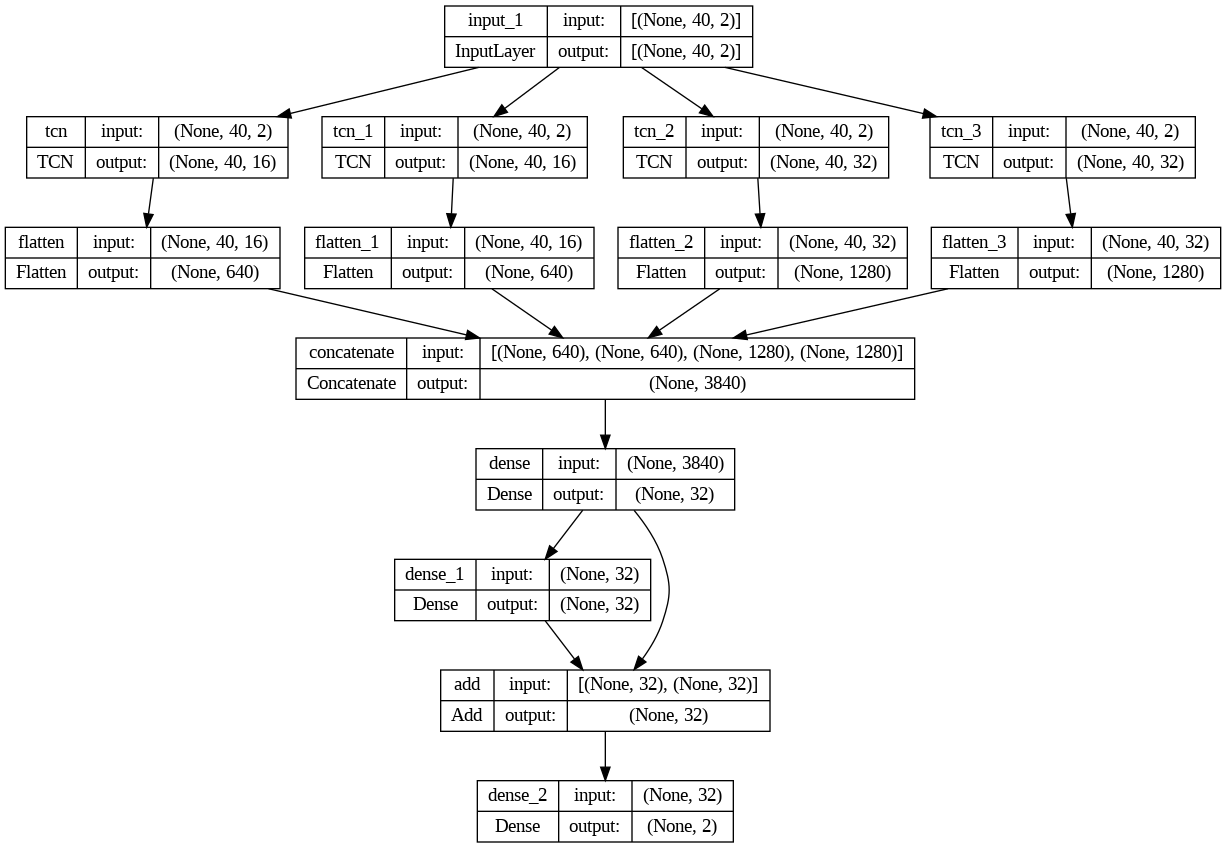 input_1 input: [(None, 40, 2)]
InputLayer output: [(None, 40, 2)]
tcn input: (None, 40, 2) tcn_1 input: (None, 40, 2) tcn_2 input: (None, 40, 2) tcn_3 input: (None, 40, 2)
TCN output: (None, 40, 16) TCN output: (None, 40, 16) TCN output: (None, 40, 32) TCN output: (None, 40, 32)
flatten input: (None, 40, 16) flatten_1 input: (None, 40, 16) flatten_2 input: (None, 40, 32) flatten_3 input: (None, 40, 32)
Flatten output: (None, 640) Flatten output: (None, 640) Flatten output: (None, 1280) Flatten output: (None, 1280)
concatenate input: [(None, 640), (None, 640), (None, 1280), (None, 1280)]
Concatenate output: (None, 3840)
dense input: (None, 3840)
Dense output: (None, 32)
dense_1 input: (None, 32)
Dense output: (None, 32)
add input: [(None, 32), (None, 32)]
Add output: (None, 32)
dense_2 input: (None, 32)
Dense output: (None, 2)